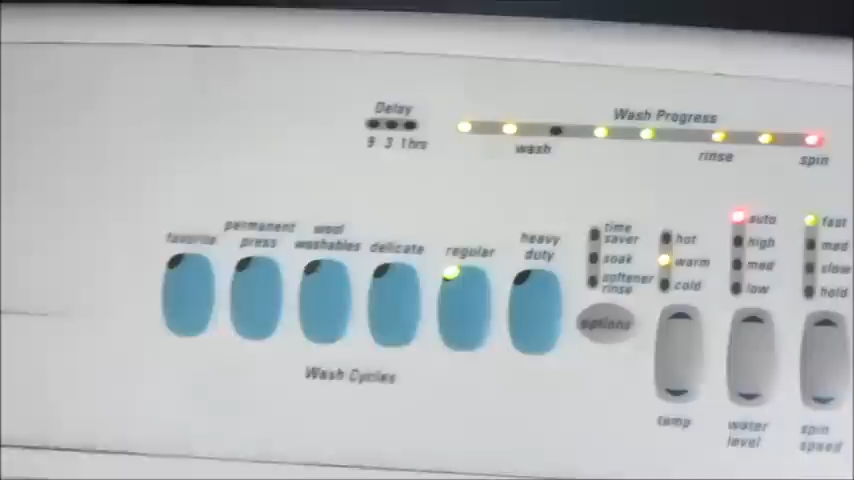 Delay
9 3 1hrs
Wash Progress
wash
rinse
spin
favorite
permanent
press
wool
washables
delicate
regular
heavy
duty
time
saver
soak
softener
rinse
options
hot
warm
cold
auto
high
med
low
fast
med
slow
hold
Wash Cycles
temp
water
level
spin
speed